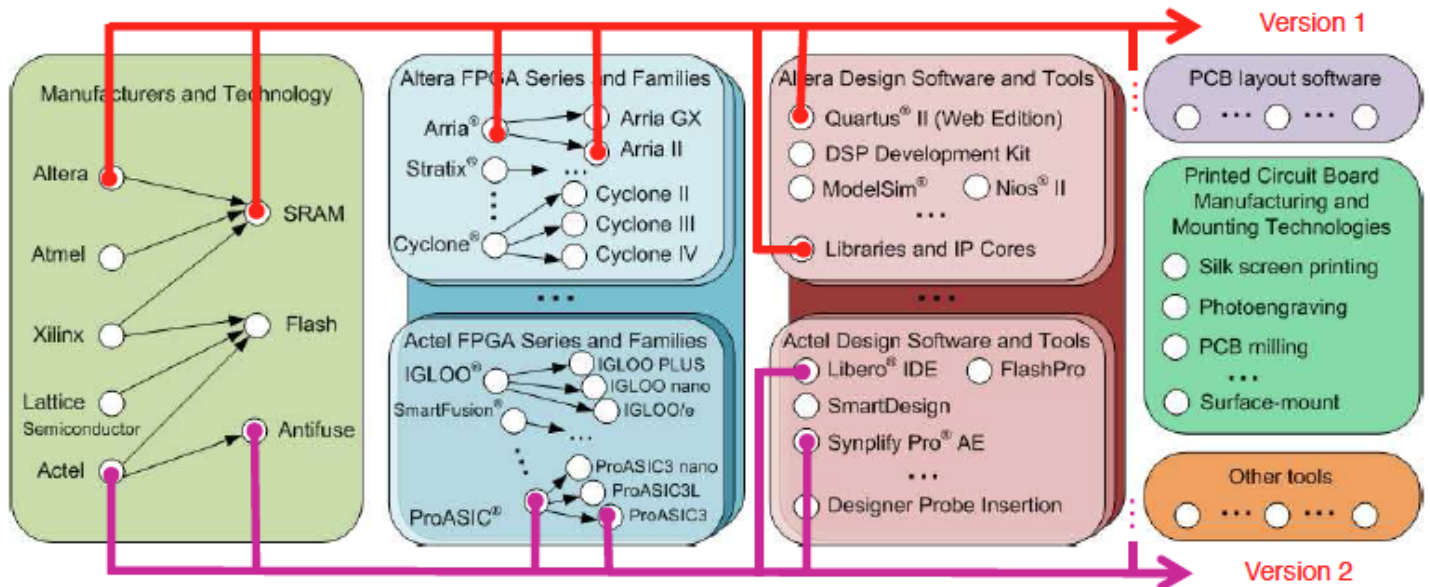 Version 1
Manufacturers and Technology
Altera
SRAM
Atmel
Xilinx
Flash
Lattice
Semiconductor
Antifuse
Actel
Altera FPGA Series and Families
Arria®
Arria GX
Arria II
Stratix®
Cyclone II
Cyclone III
Cyclone®
Cyclone IV
Actel FPGA Series and Families
IGLOO®
IGLOO PLUS
IGLOO nano
IGLOO/e
SmartFusion®
ProASIC3 nano
ProASIC3L
ProASIC®
ProASIC3
Altera Design Software and Tools
Quartus® II (Web Edition)
DSP Development Kit
ModelSim®
Nios® II
Libraries and IP Cores
Actel Design Software and Tools
Libero® IDE
FlashPro
SmartDesign
Synplify Pro® AE
Designer Probe Insertion
PCB layout software
Printed Circuit Board
Manufacturing and
Mounting Technologies
Silk screen printing
Photoengraving
PCB milling
Surface-mount
Other tools
Version 2